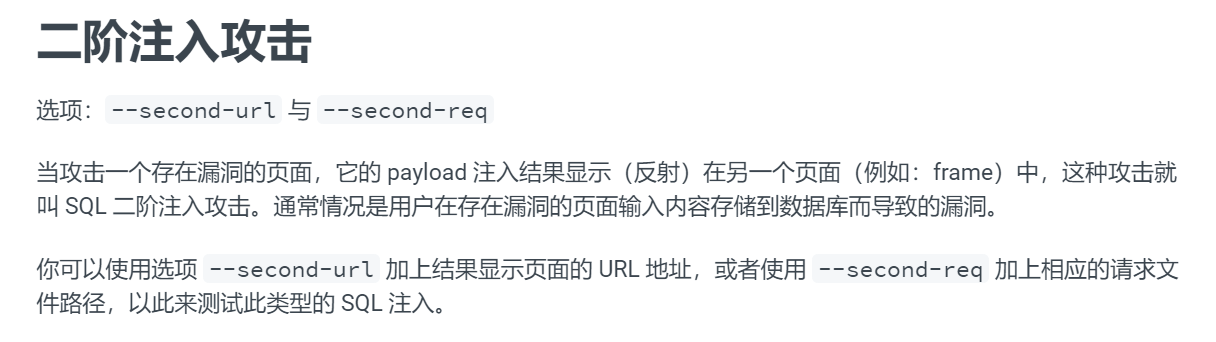 二阶注入攻击
选项：--second-url 与 --second-req
当攻击一个存在漏洞的页面，它的 payload 注入结果显示（反射）在另一个页面（例如：frame）中，这种攻击就
叫 SQL 二阶注入攻击。通常情况是用户在存在漏洞的页面输入内容存储到数据库而导致的漏洞。
你可以使用选项 --second-url 加上结果显示页面的 URL 地址，或者使用 --second-req 加上相应的请求文
件路径，以此来测试此类型的 SQL 注入。